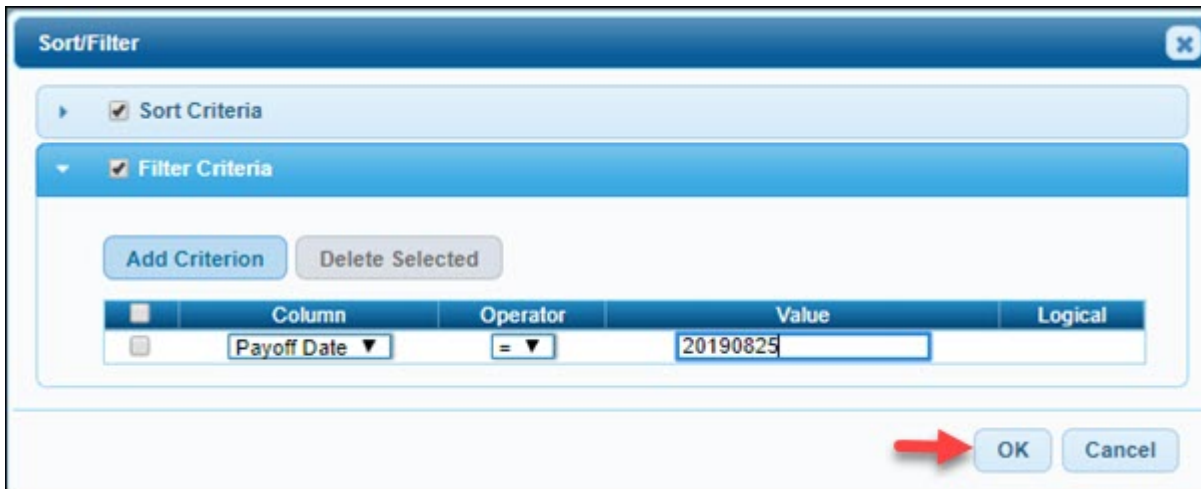 Sort/Filter
Sort Criteria
Filter Criteria
Add Criterion Delete Selected
Column Operator Value Logical
Payoff Date = 20190825
OK Cancel